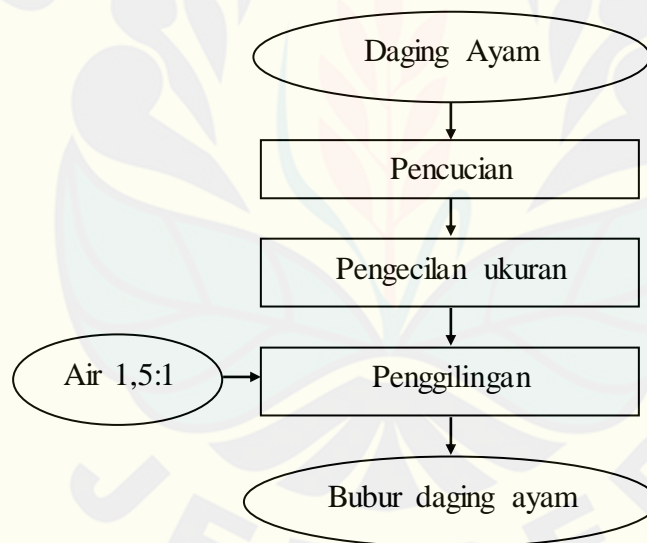 Daging Ayam
Pencucian
Pengecilan ukuran
Air 1,5:1
Penggilingan
Bubur daging ayam